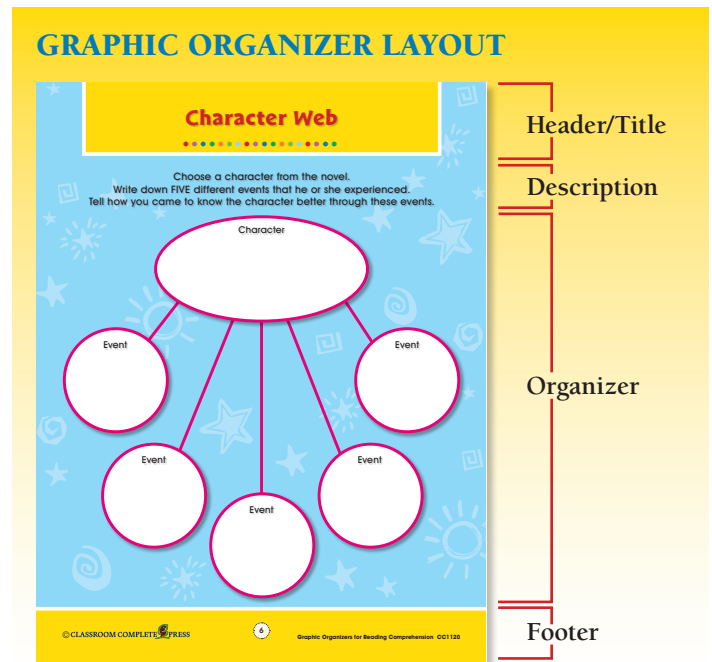 GRAPHIC ORGANIZER LAYOUT
Character Web
Choose a character from the novel.
Write down FIVE different events that he or she experienced.
Tell how you came to know the character better through these events.
Character
Event
Event
Event
Event
Event
© CLASSROOM COMPLETE PRESS
6
Graphic Organizers for Reading Comprehension CC1120
Header/Title
Description
Organizer
Footer